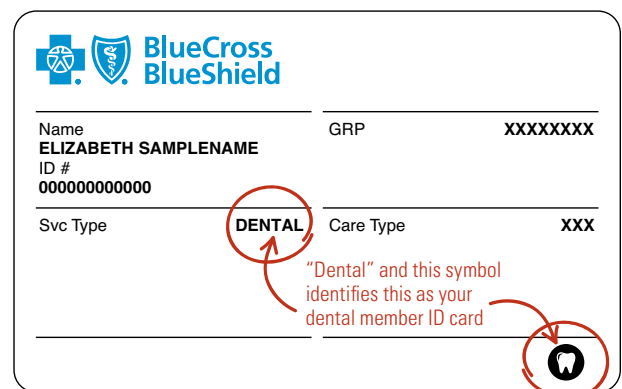 BlueCross
BlueShield
Name
ELIZABETH SAMPLENAME
ID #
000000000000
GRP XXXXXXXX
Svc Type DENTAL
Care Type XXX
“Dental” and this symbol
identifies this as your
dental member ID card